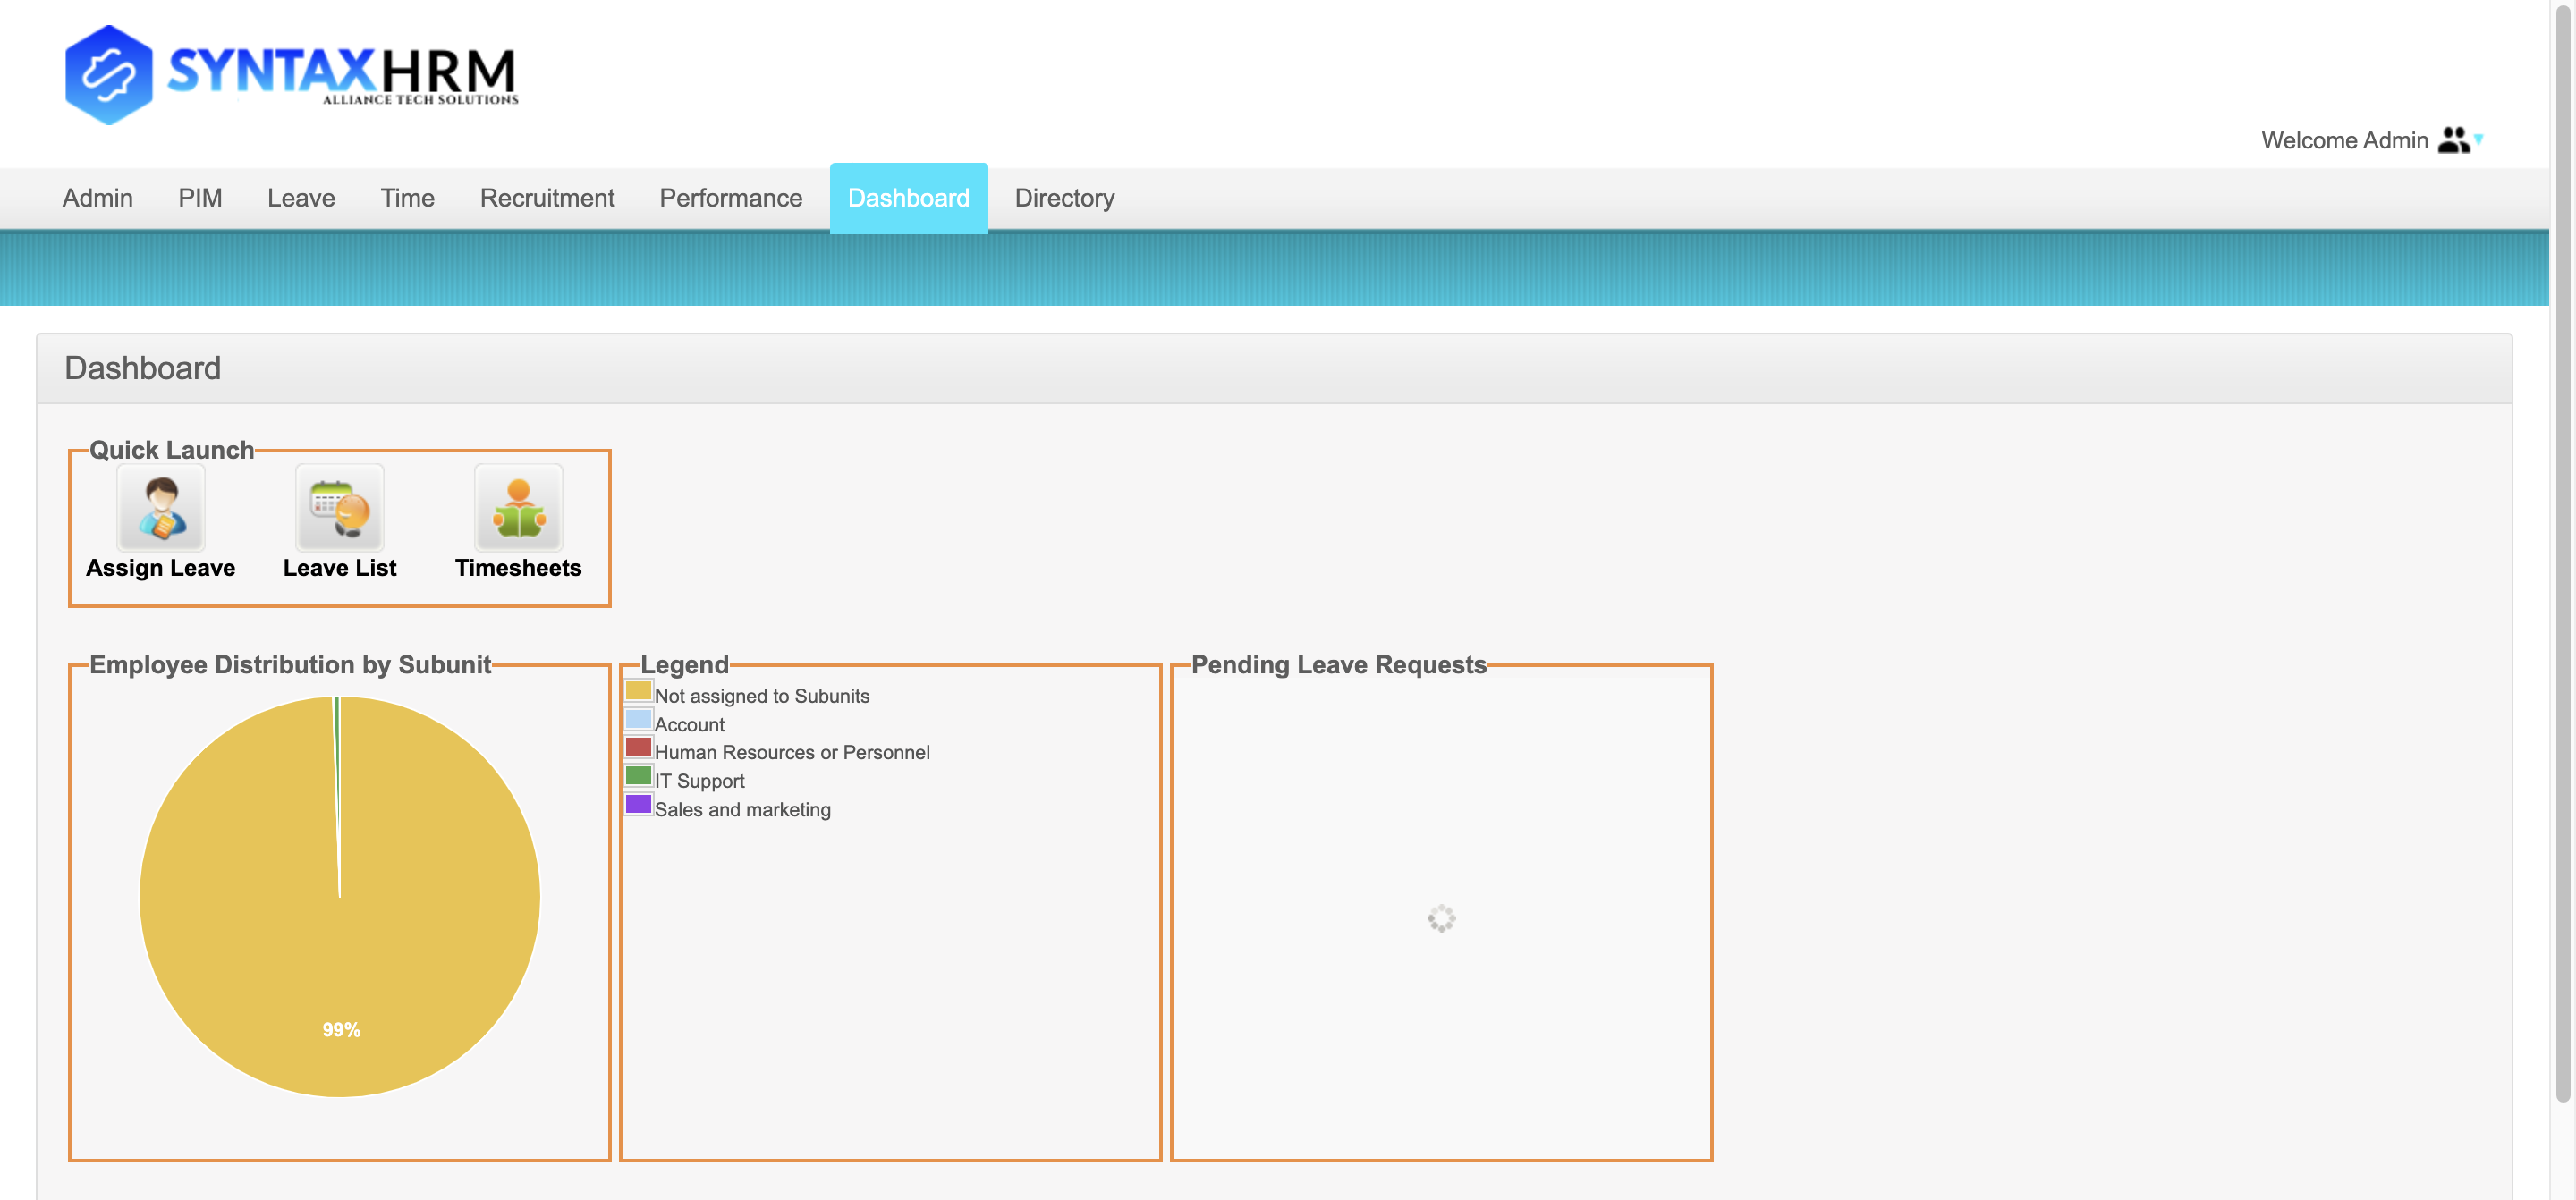 SYNTAXHRM
ALLIANCE TECH SOLUTIONS
Welcome Admin
Admin PIM Leave Time Recruitment Performance Dashboard Directory
Dashboard
Quick Launch
Assign Leave Leave List Timesheets
Employee Distribution by Subunit
99%
Legend
Not assigned to Subunits
Account
Human Resources or Personnel
IT Support
Sales and marketing
Pending Leave Requests